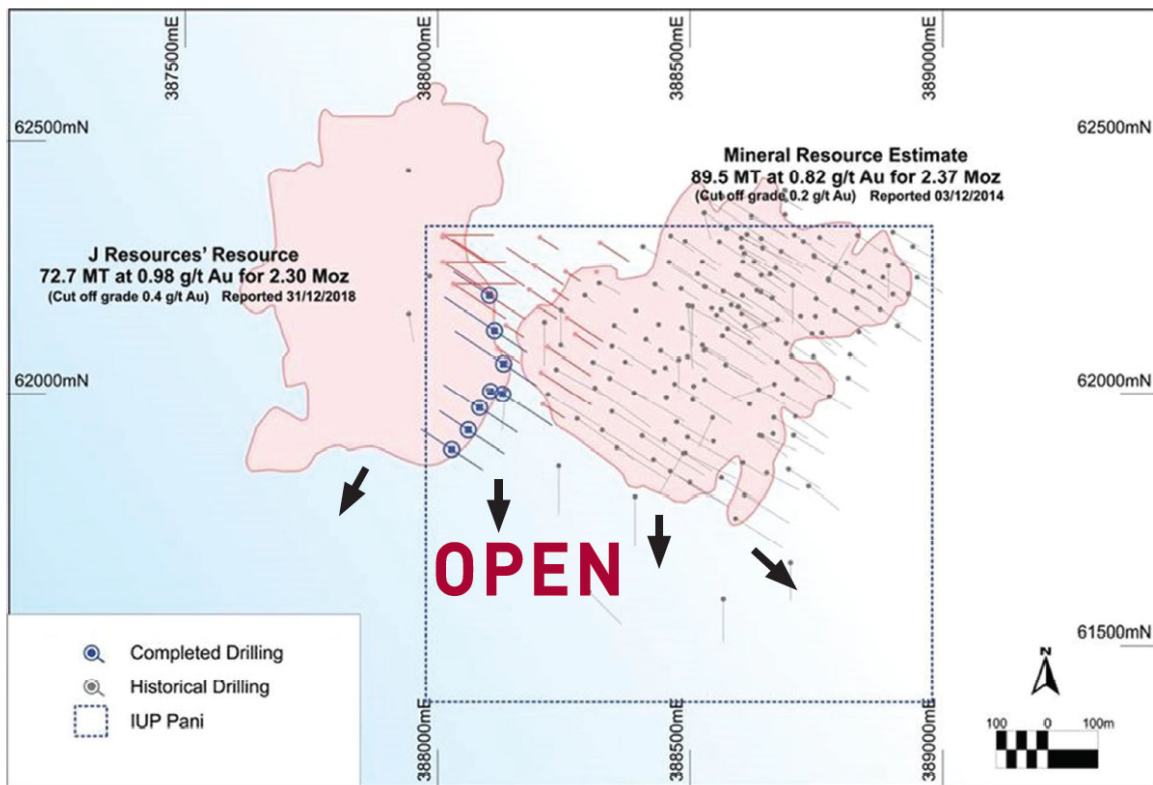 387500mE
388000mE
388500mE
389000mE
62500mN
62500mN
Mineral Resource Estimate
89.5 MT at 0.82 g/t Au for 2.37 Moz
(Cut off grade 0.2 g/t Au) Reported 03/12/2014
J Resources' Resource
72.7 MT at 0.98 g/t Au for 2.30 Moz
(Cut off grade 0.4 g/t Au) Reported 31/12/2018
62000mN
62000mN
OPEN
61500mN
Completed Drilling
Historical Drilling
IUP Pani
388000mE
388500mE
389000mE
N
100 0 100m